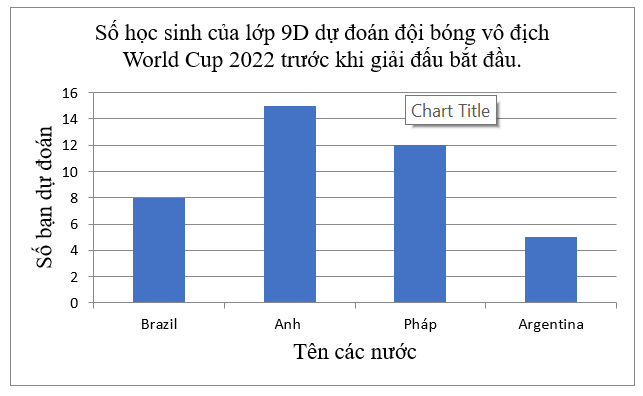 Số học sinh của lớp 9D dự đoán đội bóng vô địch
World Cup 2022 trước khi giải đấu bắt đầu.
Chart Title
Số bạn dự đoán
16
14
12
10
8
6
4
2
0
Brazil Anh Pháp Argentina
Tên các nước